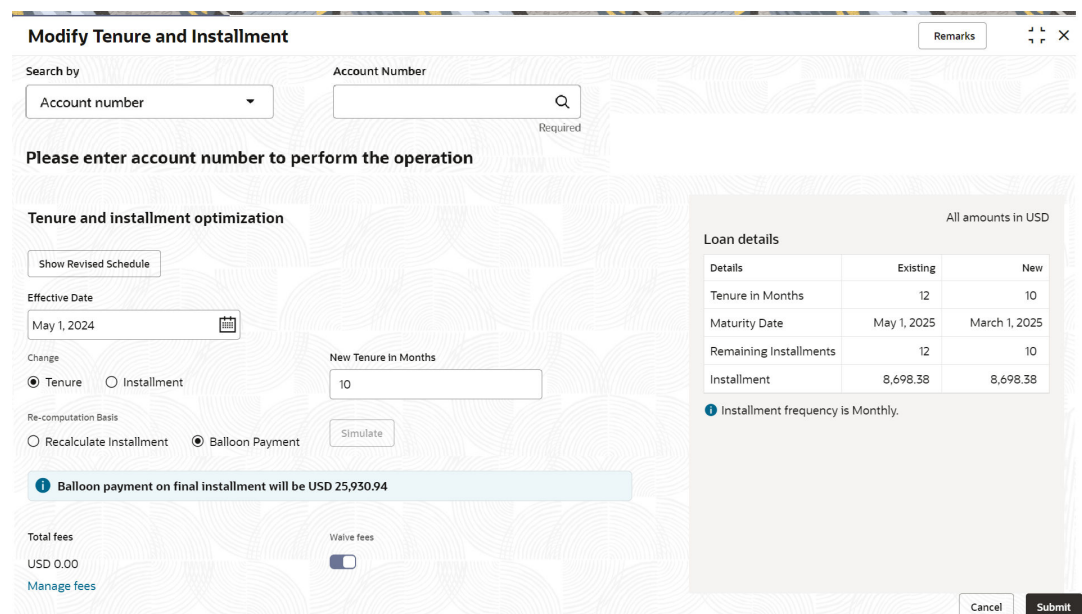 Modify Tenure and Installment
Remarks
Search by
Account Number
Account number
Required
Please enter account number to perform the operation
Tenure and installment optimization
Show Revised Schedule
Effective Date
May 1, 2024
Change
New Tenure in Months
Tenure
Installment
10
Re-computation Basis
Recalculate Installment
Balloon Payment
Simulate
Balloon payment on final installment will be USD 25,930.94
Total fees
Waive fees
USD 0.00
Manage fees
All amounts in USD
Loan details
Details Existing New
Tenure in Months 12 10
Maturity Date May 1, 2025 March 1, 2025
Remaining Installments 12 10
Installment 8,698.38 8,698.38
Installment frequency is Monthly.
Cancel
Submit